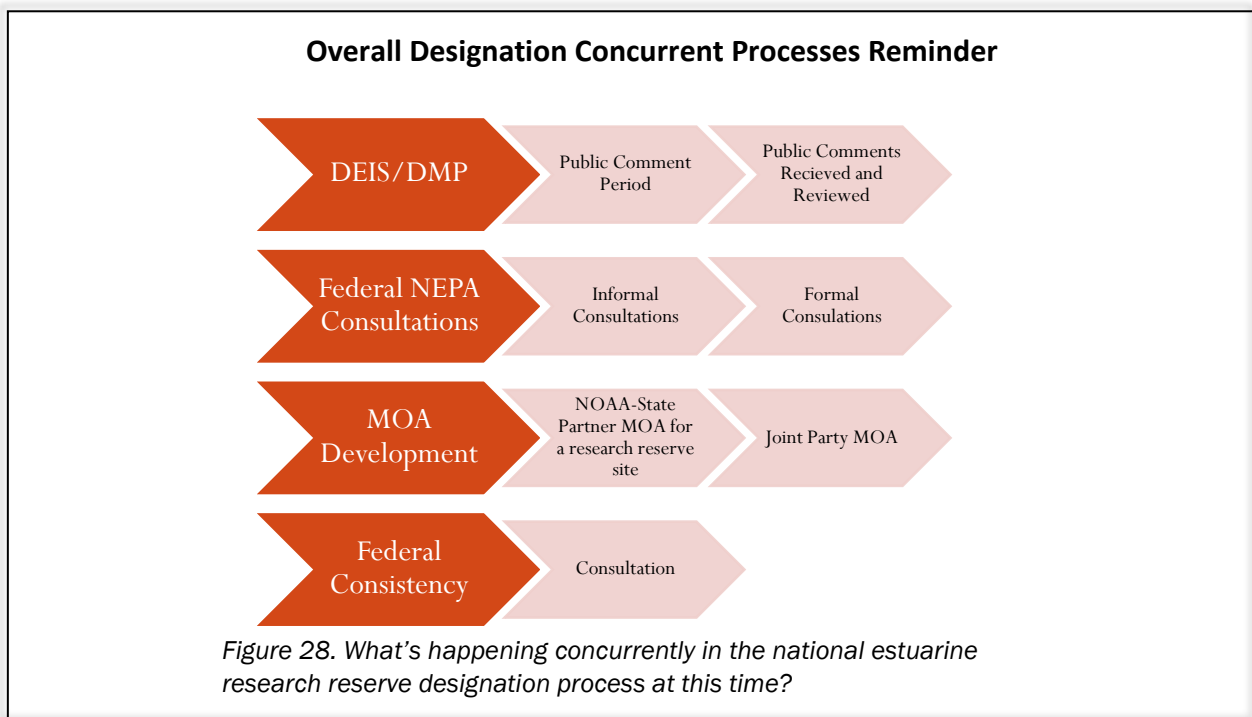 Overall Designation Concurrent Processes Reminder
DEIS/DMP
Public Comment
Period
Public Comments
Recieved and
Reviewed
Federal NEPA
Consultations
Informal
Consultations
Formal
Consulations
MOA
Development
NOAA-State
Partner MOA for
a research reserve
site
Joint Party MOA
Federal
Consistency
Consultation
Figure 28. What's happening concurrently in the national estuarine
research reserve designation process at this time?